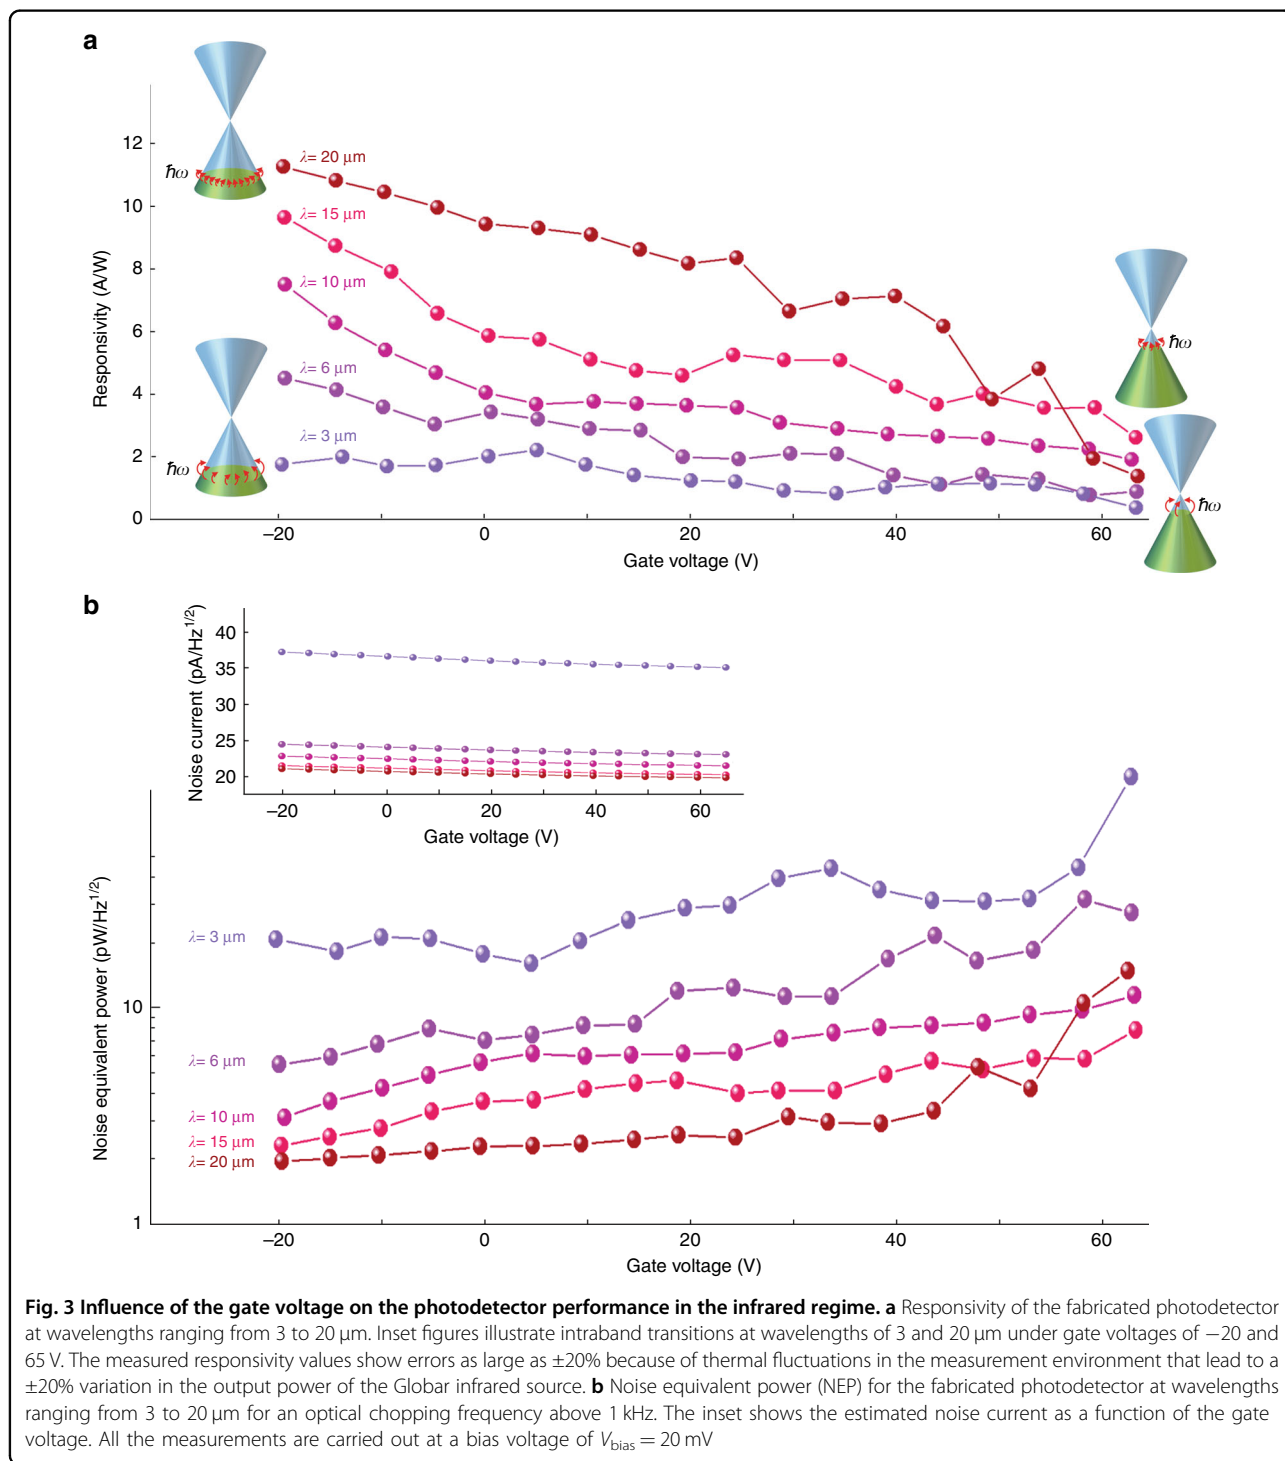 a
12
10
8
6
4
2
0
Responsivity (A/W)
λ= 20 µm
λ= 15 µm
λ= 10 µm
λ= 6 µm
λ= 3 µm
ℏω
ℏω
ℏω
ℏω
−20 0 20 40 60
Gate voltage (V)
b
40
35
30
25
20
Noise current (pA/Hz1/2)
−20 0 20 40 60
Gate voltage (V)
10
1
Noise equivalent power (pW/Hz1/2)
λ= 3 µm
λ= 6 µm
λ= 10 µm
λ= 15 µm
λ= 20 µm
−20 0 20 40 60
Gate voltage (V)
Fig. 3 Influence of the gate voltage on the photodetector performance in the infrared regime. a Responsivity of the fabricated photodetector
at wavelengths ranging from 3 to 20 µm. Inset figures illustrate intraband transitions at wavelengths of 3 and 20 µm under gate voltages of −20 and
65 V. The measured responsivity values show errors as large as ±20% because of thermal fluctuations in the measurement environment that lead to a
±20% variation in the output power of the Globar infrared source. b Noise equivalent power (NEP) for the fabricated photodetector at wavelengths
ranging from 3 to 20 µm for an optical chopping frequency above 1 kHz. The inset shows the estimated noise current as a function of the gate
voltage. All the measurements are carried out at a bias voltage of Vbias = 20 mV